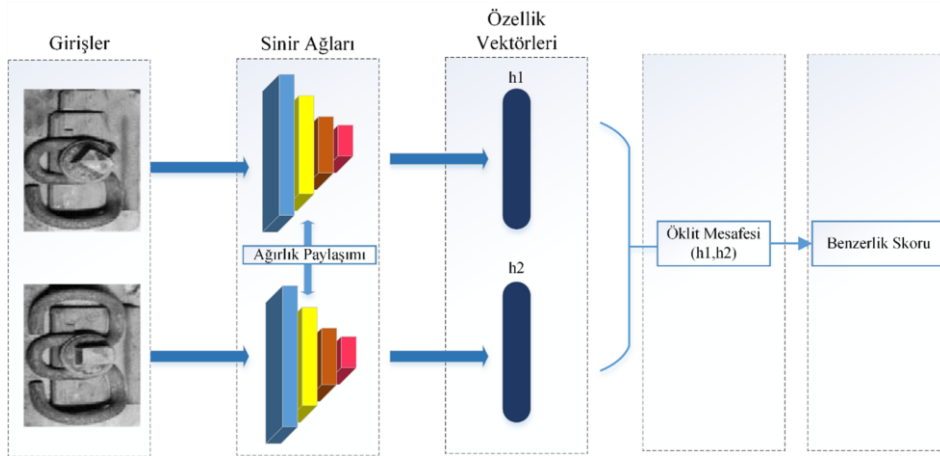 Girişler
Sinir Ağları
Özellik
Vektörleri
h1
Ağırlık Paylaşımı
h2
Öklit Mesafesi
(h1,h2)
Benzerlik Skoru